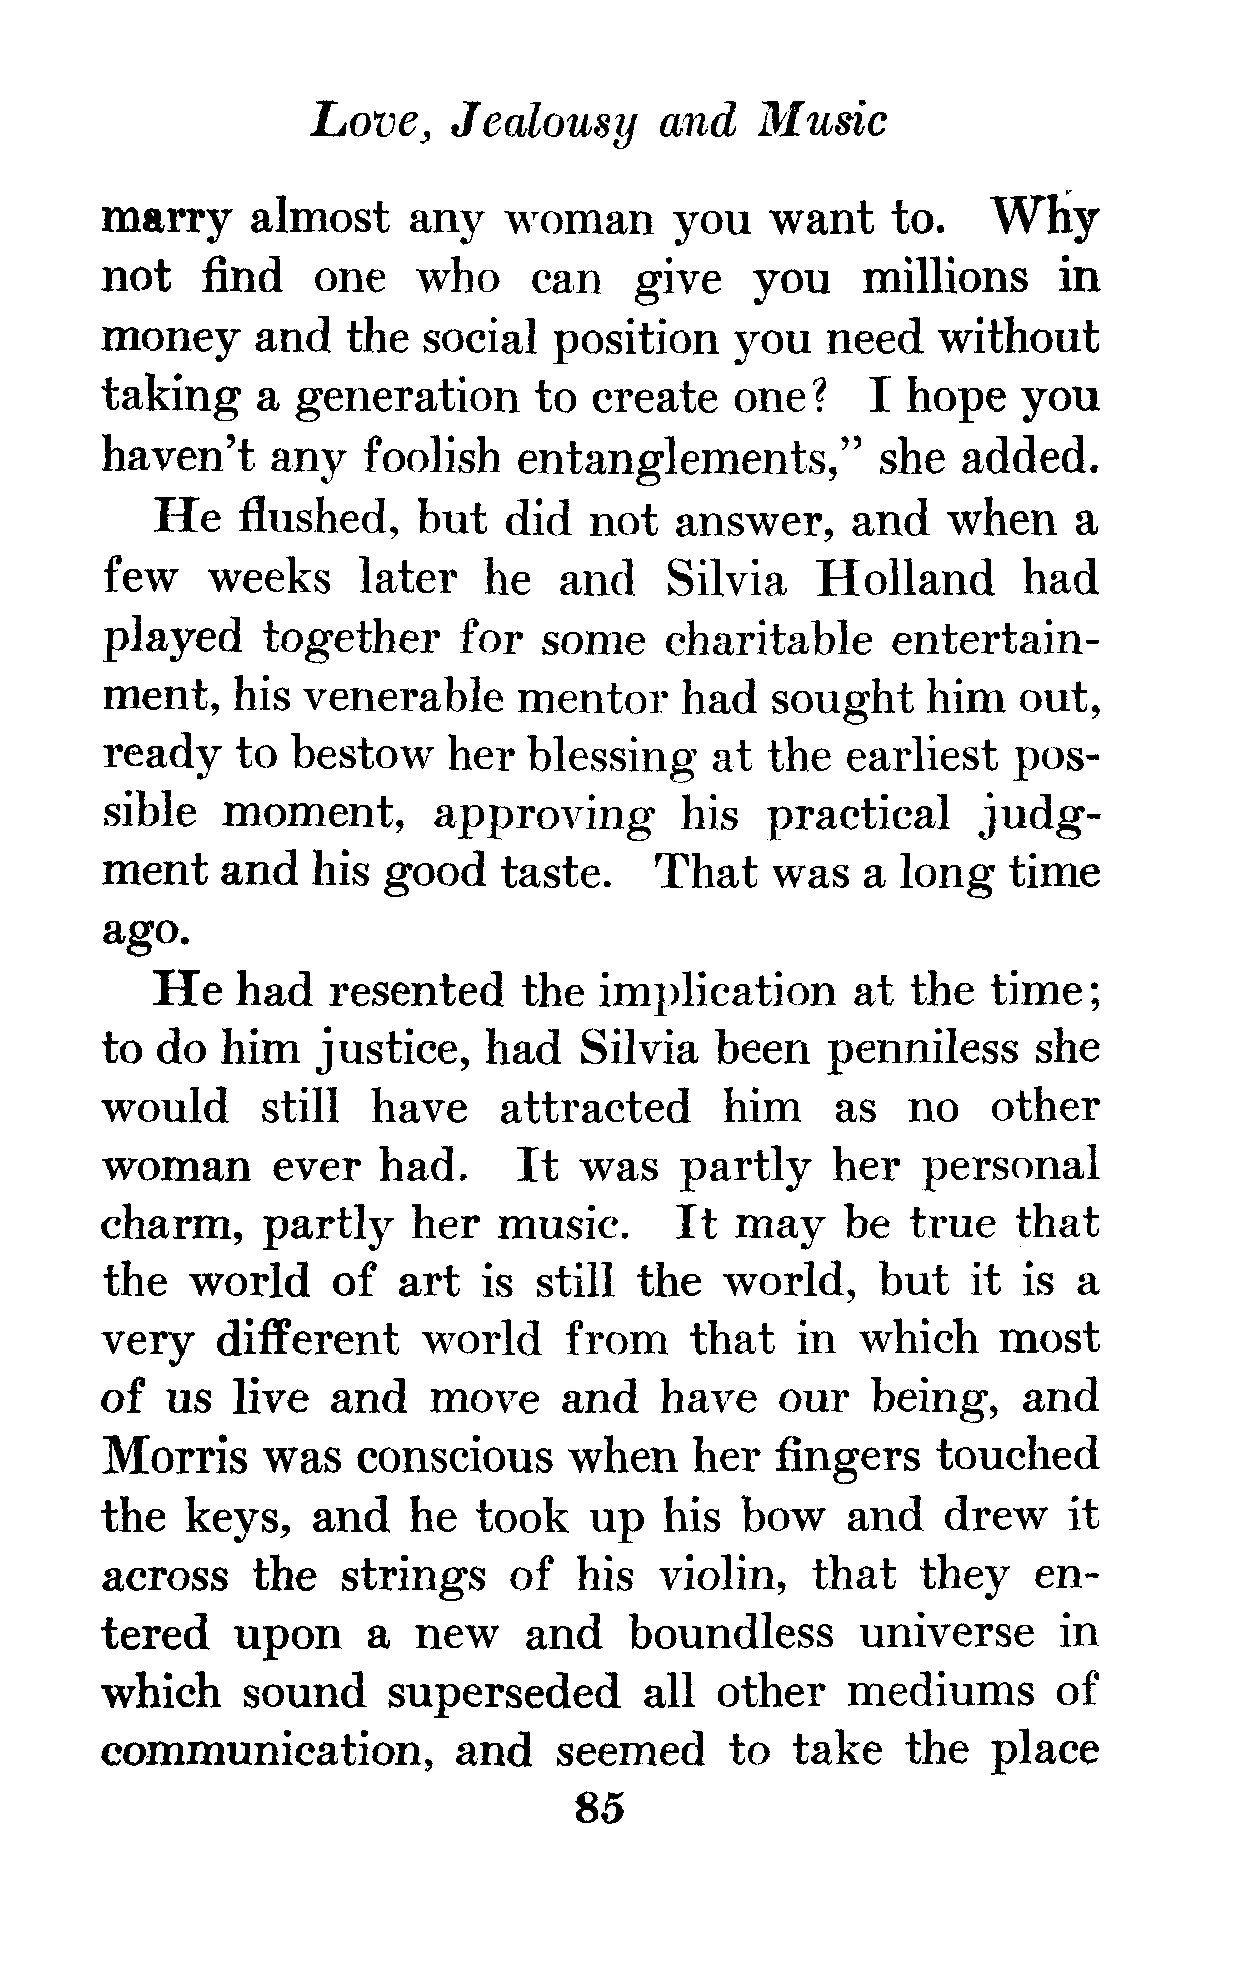 Love, Jealousy and Music
marry almost any woman you want to. Why
not find one who can give you millions in
money and the social position you need without
taking a generation to create one? I hope you
haven't any foolish entanglements," she added.
He flushed, but did not answer, and when a
few weeks later he and Silvia Holland had
played together for some charitable entertain-
ment, his venerable mentor had sought him out,
ready to bestow her blessing at the earliest pos-
sible moment, approving his practical judg-
ment and his good taste. That was a long time
ago.
He had resented the implication at the time;
to do him justice, had Silvia been penniless she
would still have attracted him as no other
woman ever had. It was partly her personal
charm, partly her music. It may be true that
the world of art is still the world, but it is a
very different world from that in which most
of us live and move and have our being, and
Morris was conscious when her fingers touched
the keys, and he took up his bow and drew it
across the strings of his violin, that they en-
tered upon a new and boundless universe in
which sound superseded all other mediums of
communication, and seemed to take the place
85